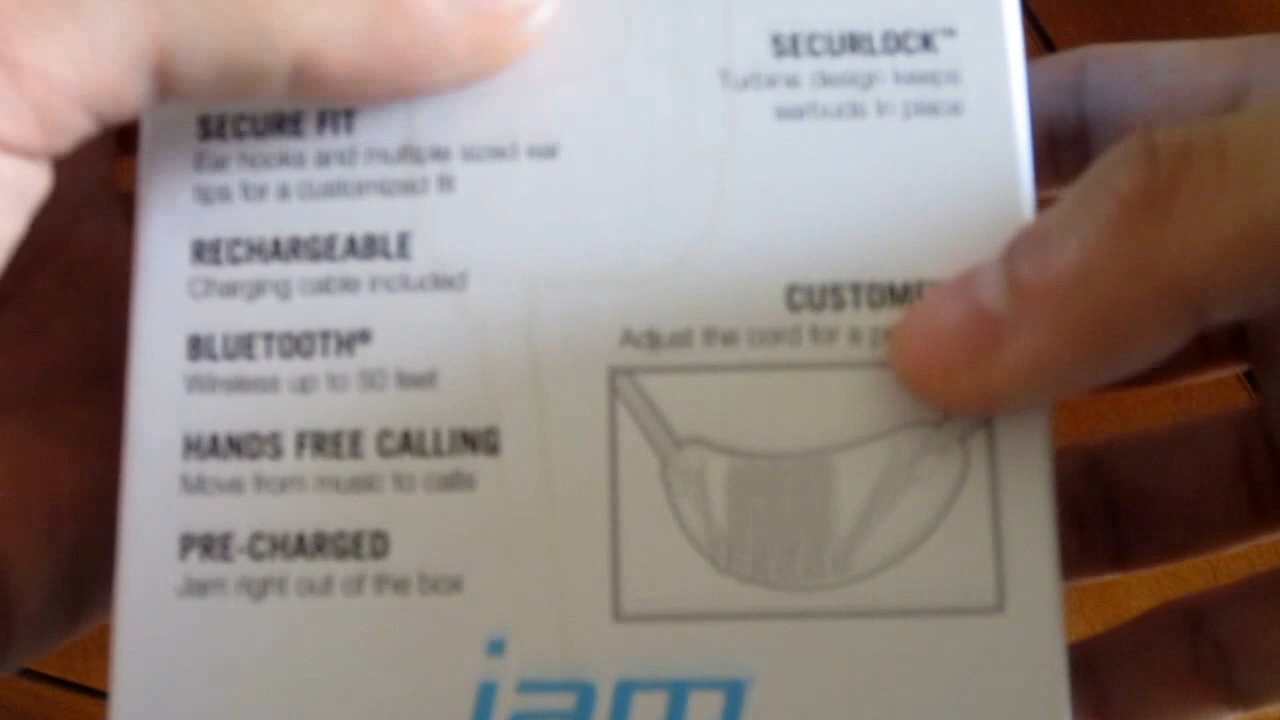 SECURLOCK™
Turbine design keeps
earbuds in place
SECURE FIT
Ear hooks and multiple sized ear
tips for a customized fit
RECHARGEABLE
Charging cable included
BLUETOOTH®
Wireless up to 50 feet
HANDS FREE CALLING
Move from music to calls
PRE-CHARGED
Jam right out of the box
CUSTOM
Adjust the cord for a
jam